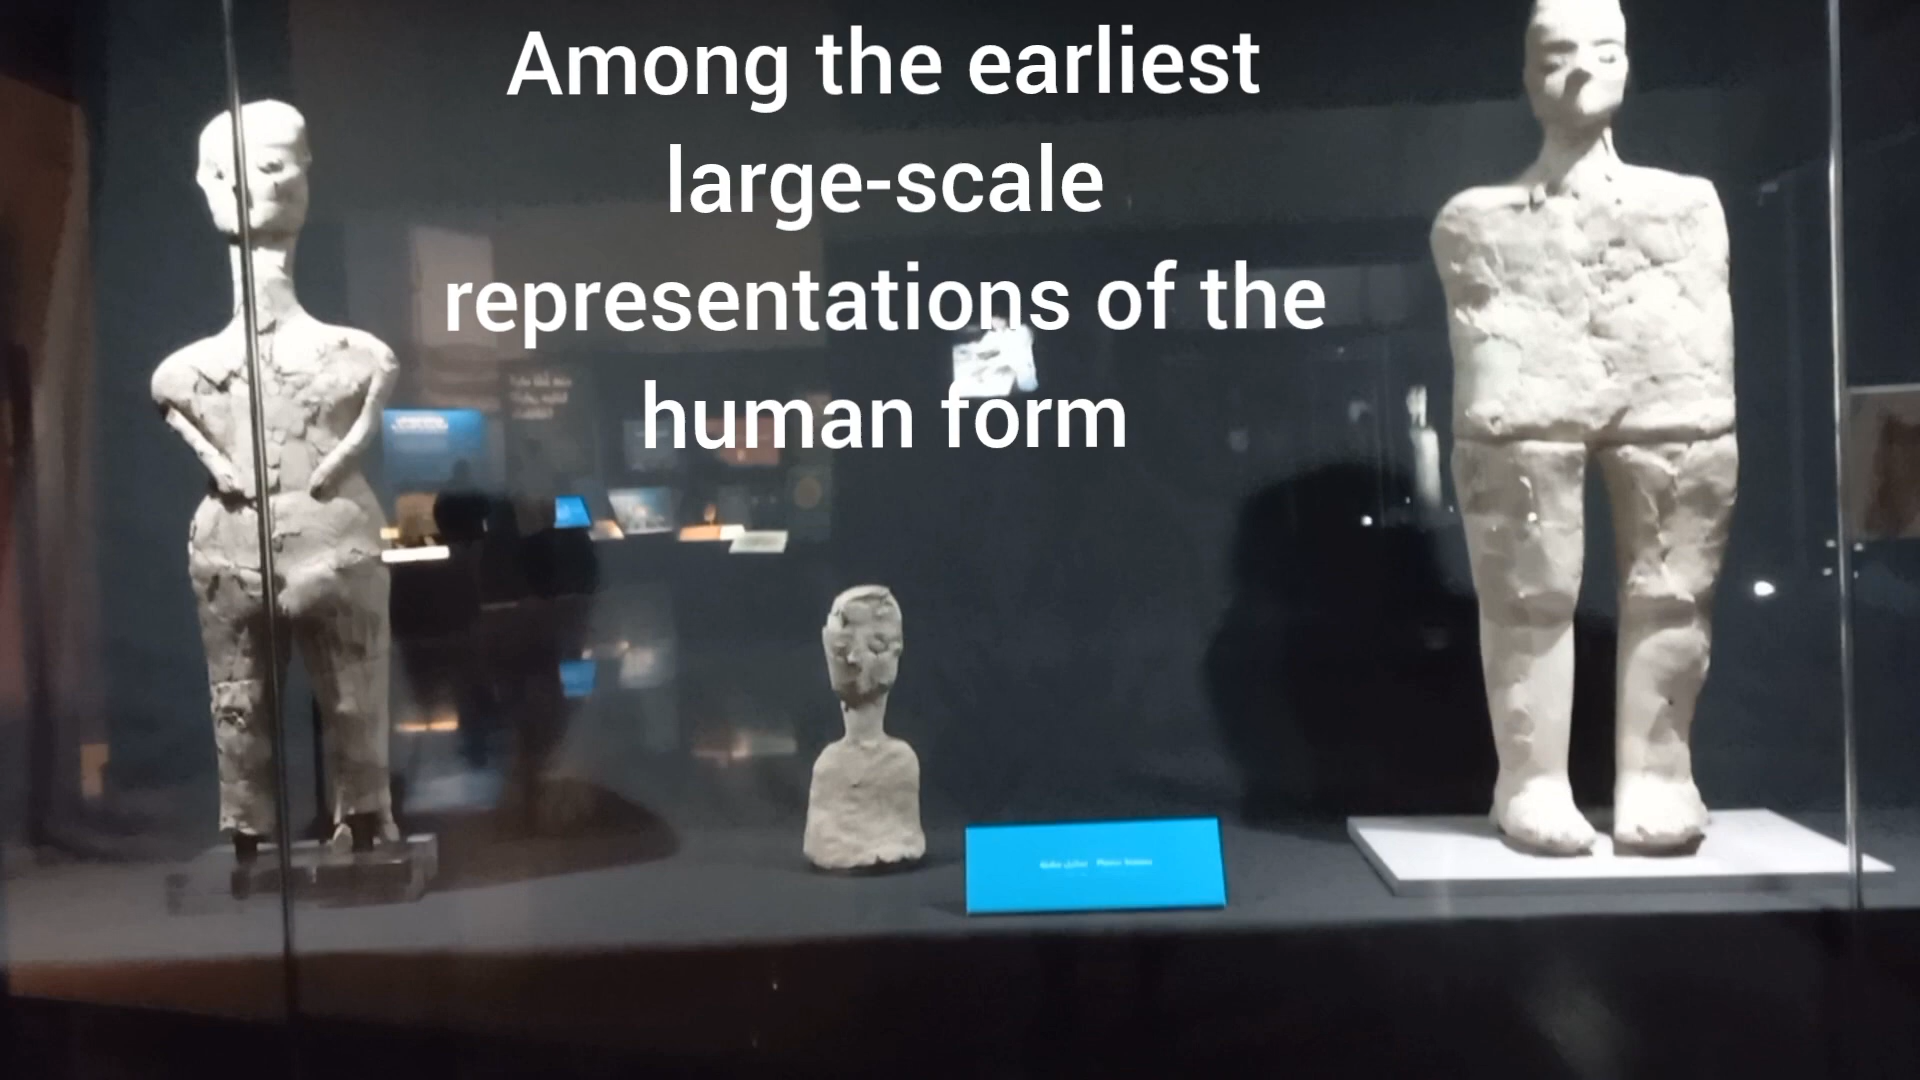 Among the earliest
large-scale
representations of the
human form